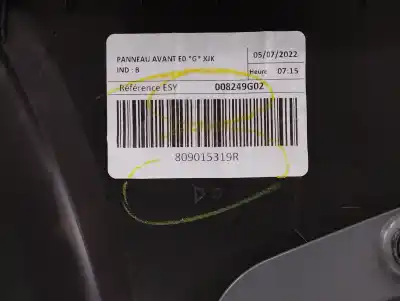 PANNEAU AVANT E0 *G* XJK 05/07/2022
IND : B Heure 07:15
Référence ESY 008249G02
809015319R